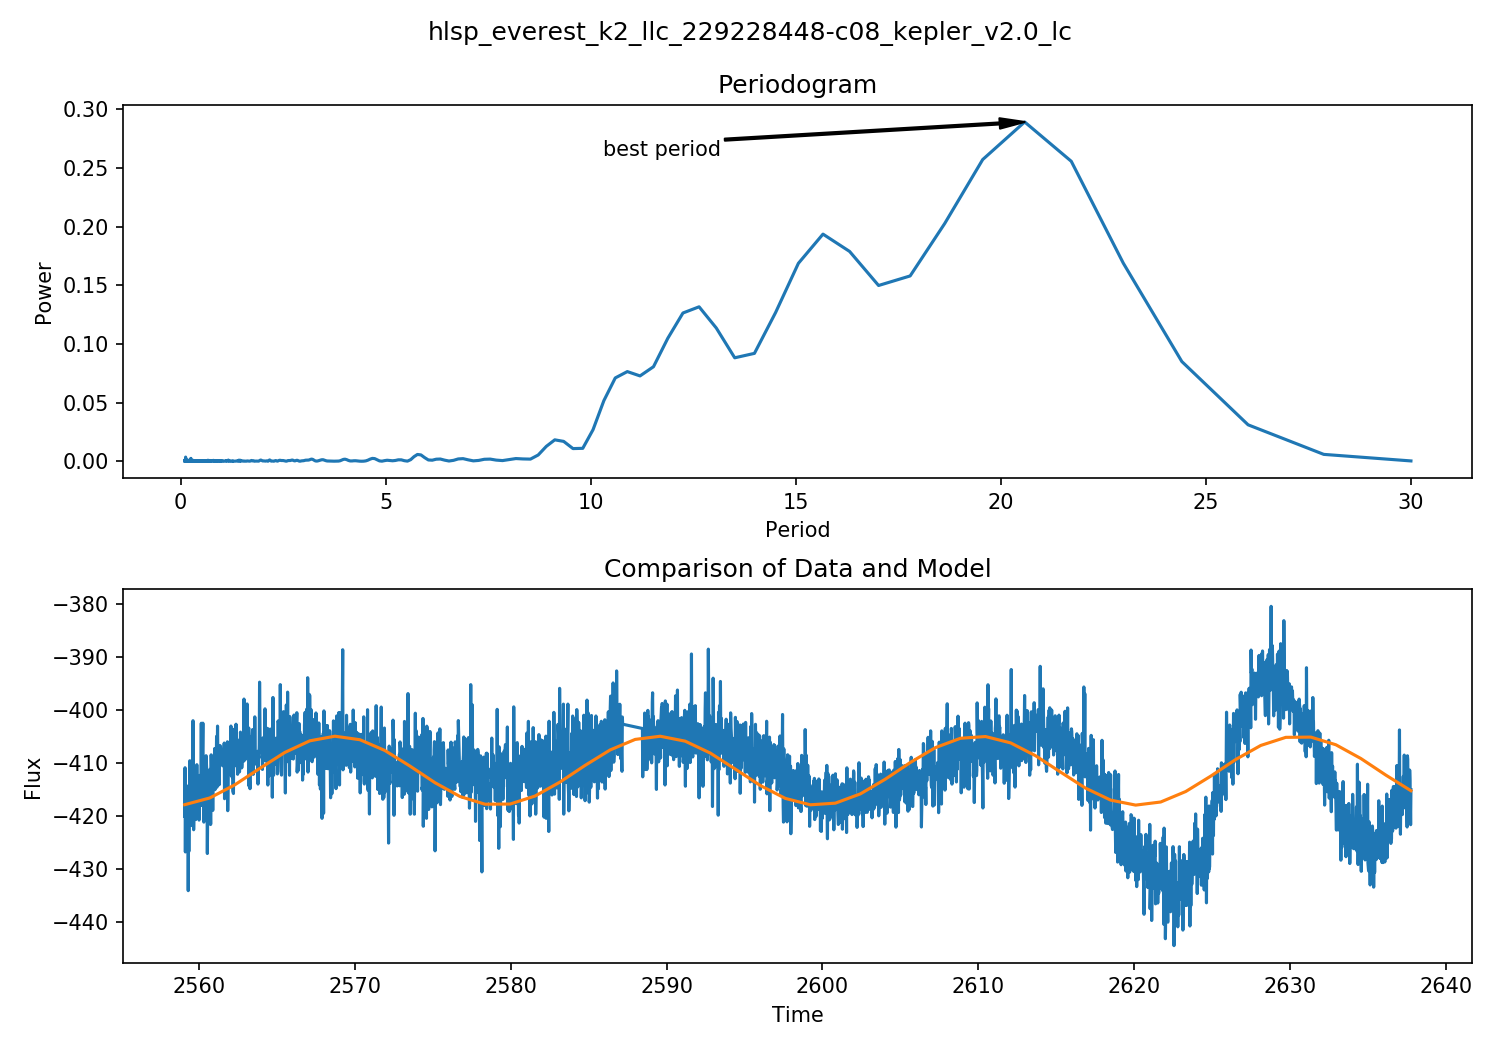 hlsp_everest_k2_llc_229228448-c08_kepler_v2.0_lc
Periodogram
0.30
0.25
0.20
0.15
0.10
0.05
0.00
Power
best period
0 5 10 15 20 25 30
Period
Comparison of Data and Model
−380
−390
−400
−410
−420
−430
−440
Flux
2560 2570 2580 2590 2600 2610 2620 2630 2640
Time